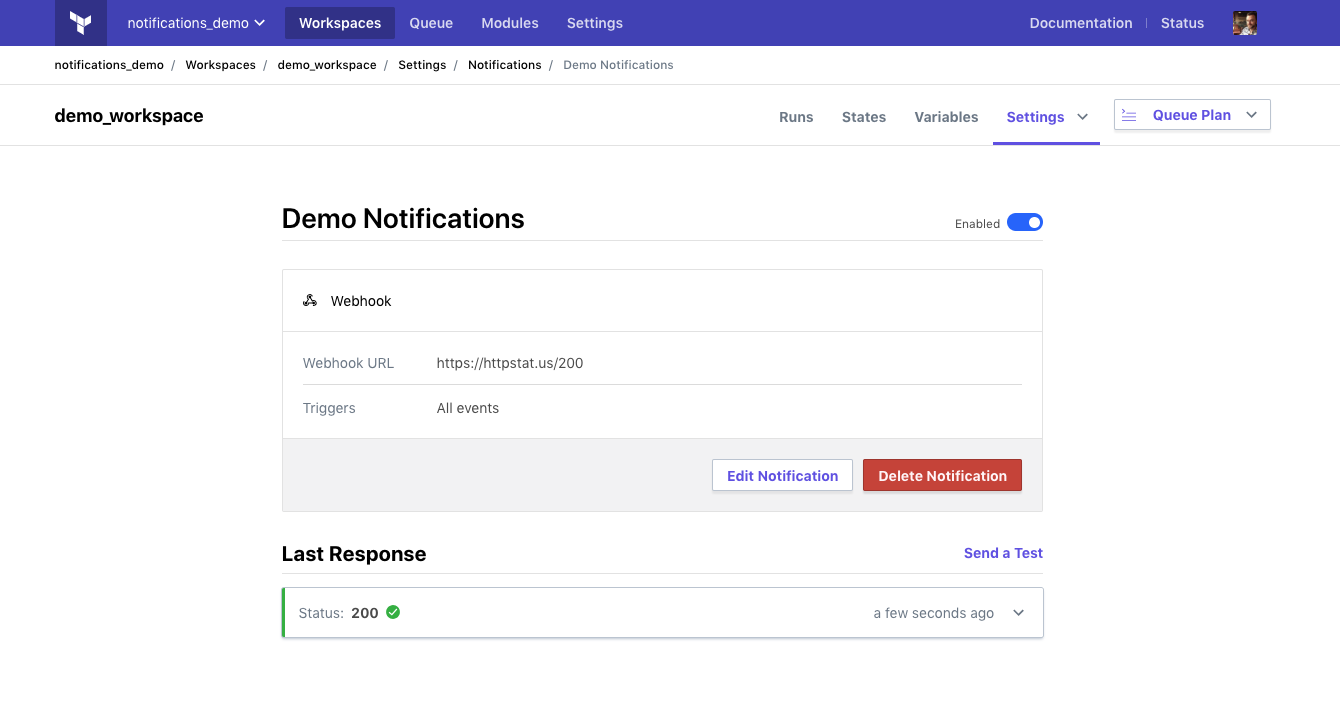 notifications_demo Workspaces Queue Modules Settings Documentation Status
notifications_demo / Workspaces / demo_workspace / Settings / Notifications / Demo Notifications
demo_workspace Runs States Variables Settings Queue Plan
Demo Notifications Enabled
Webhook
Webhook URL https://httpstat.us/200
Triggers All events
Edit Notification Delete Notification
Last Response Send a Test
Status: 200 a few seconds ago